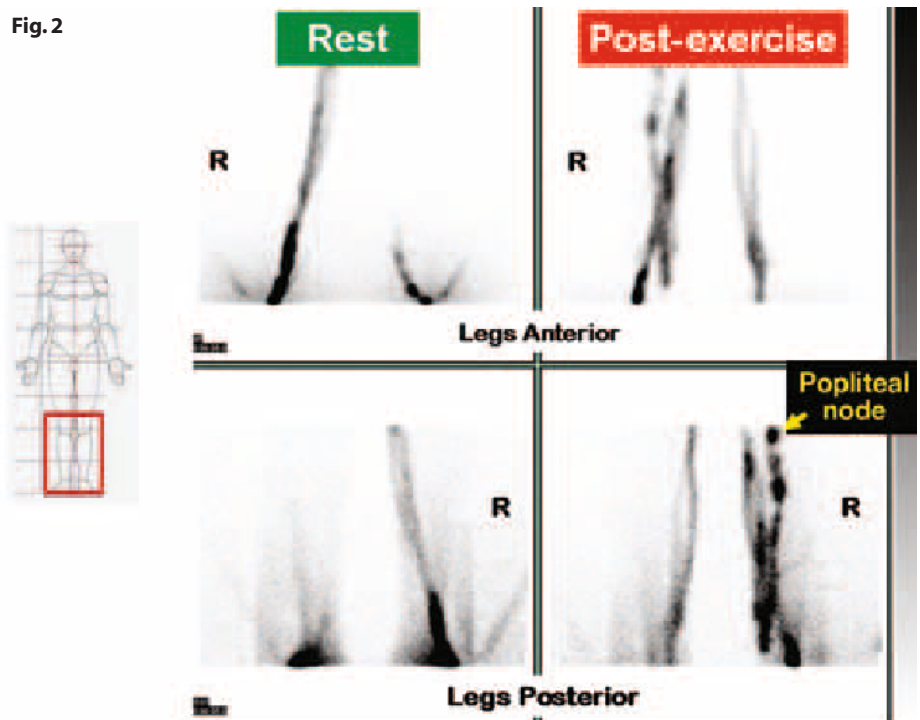 Fig. 2
Rest
Post-exercise
R
R
Legs Anterior
Popliteal
node
R
R
Legs Posterior